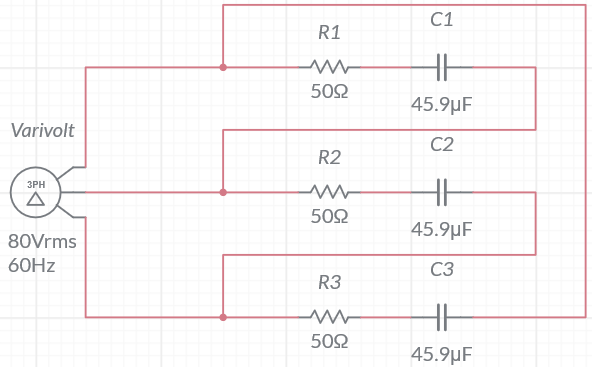 C1
R1
50Ω
45.9µF
Varivolt
C2
R2
3PH
50Ω
45.9µF
80Vrms
60Hz
C3
R3
50Ω
45.9µF